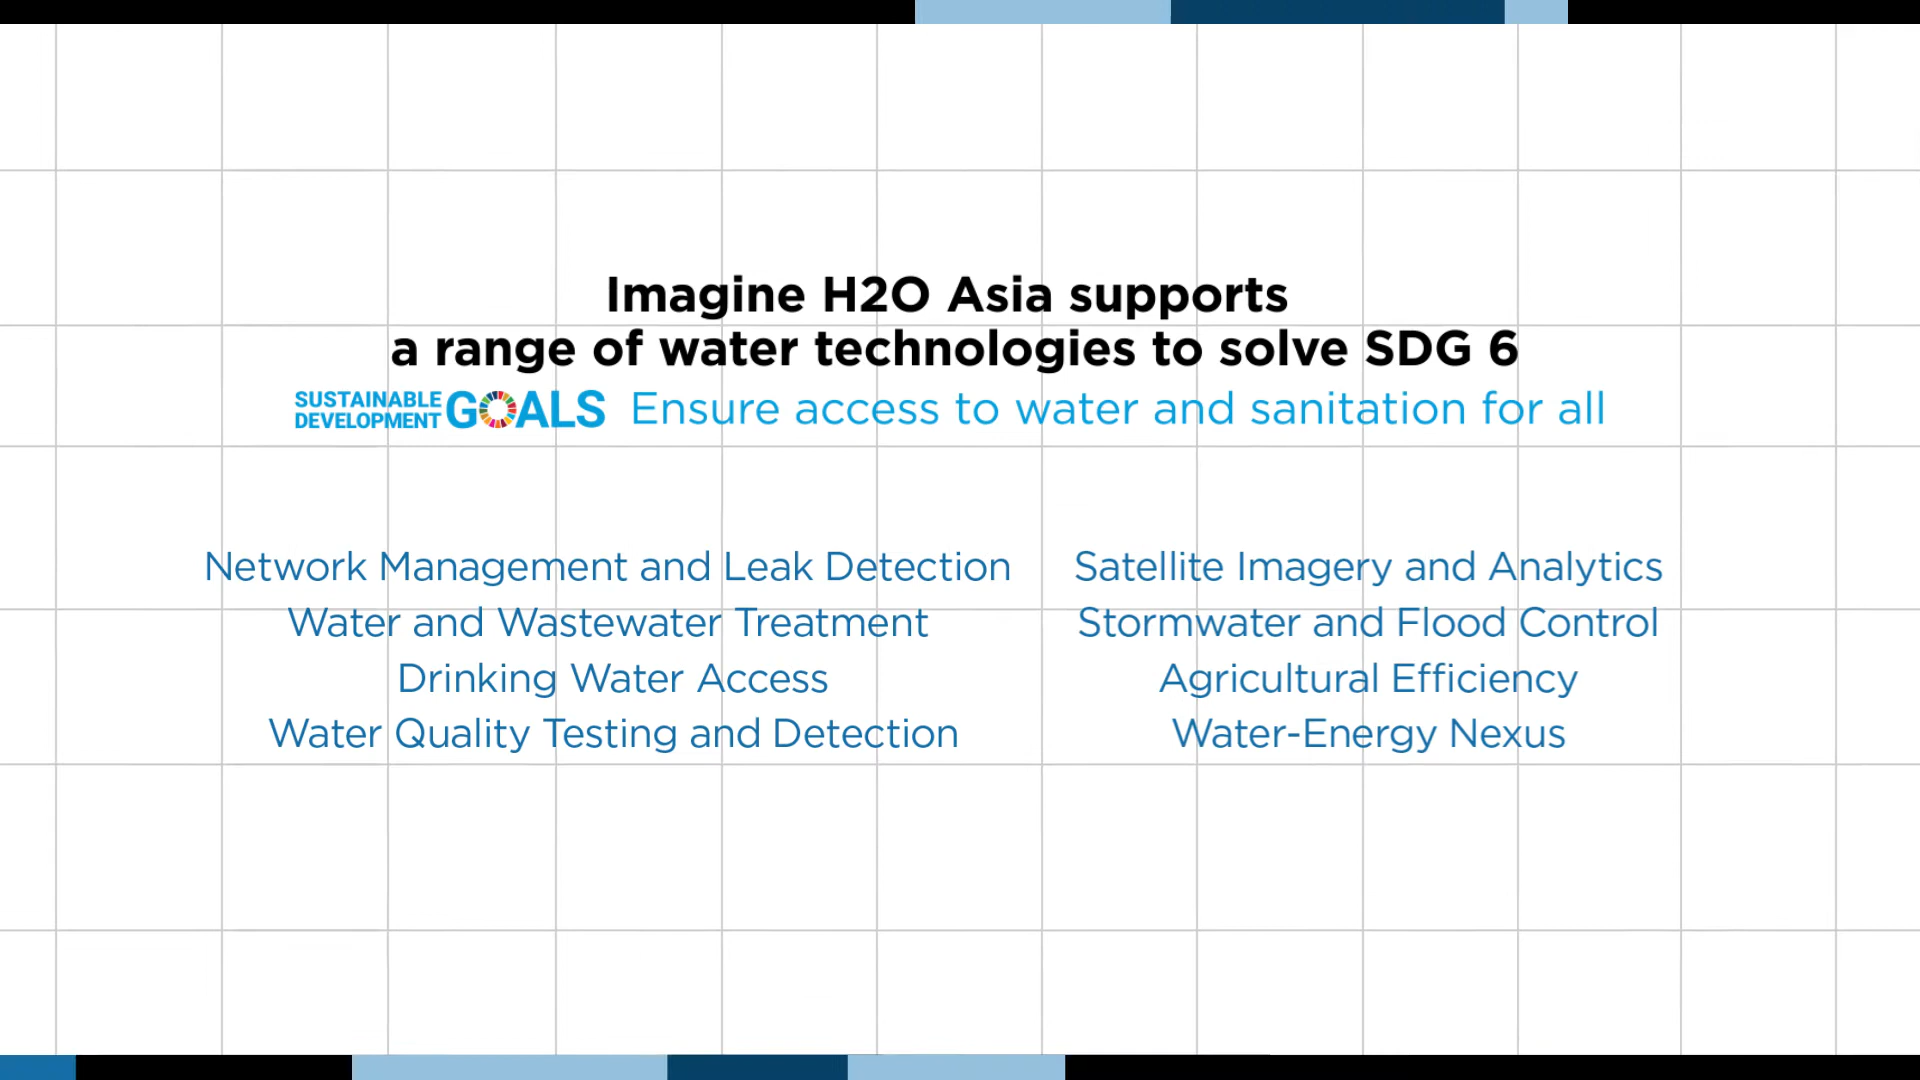 Imagine H2O Asia supports
a range of water technologies to solve SDG 6
SUSTAINABLE
DEVELOPMENT
GOALS
Ensure access to water and sanitation for all
Network Management and Leak Detection
Water and Wastewater Treatment
Drinking Water Access
Water Quality Testing and Detection
Satellite Imagery and Analytics
Stormwater and Flood Control
Agricultural Efficiency
Water-Energy Nexus